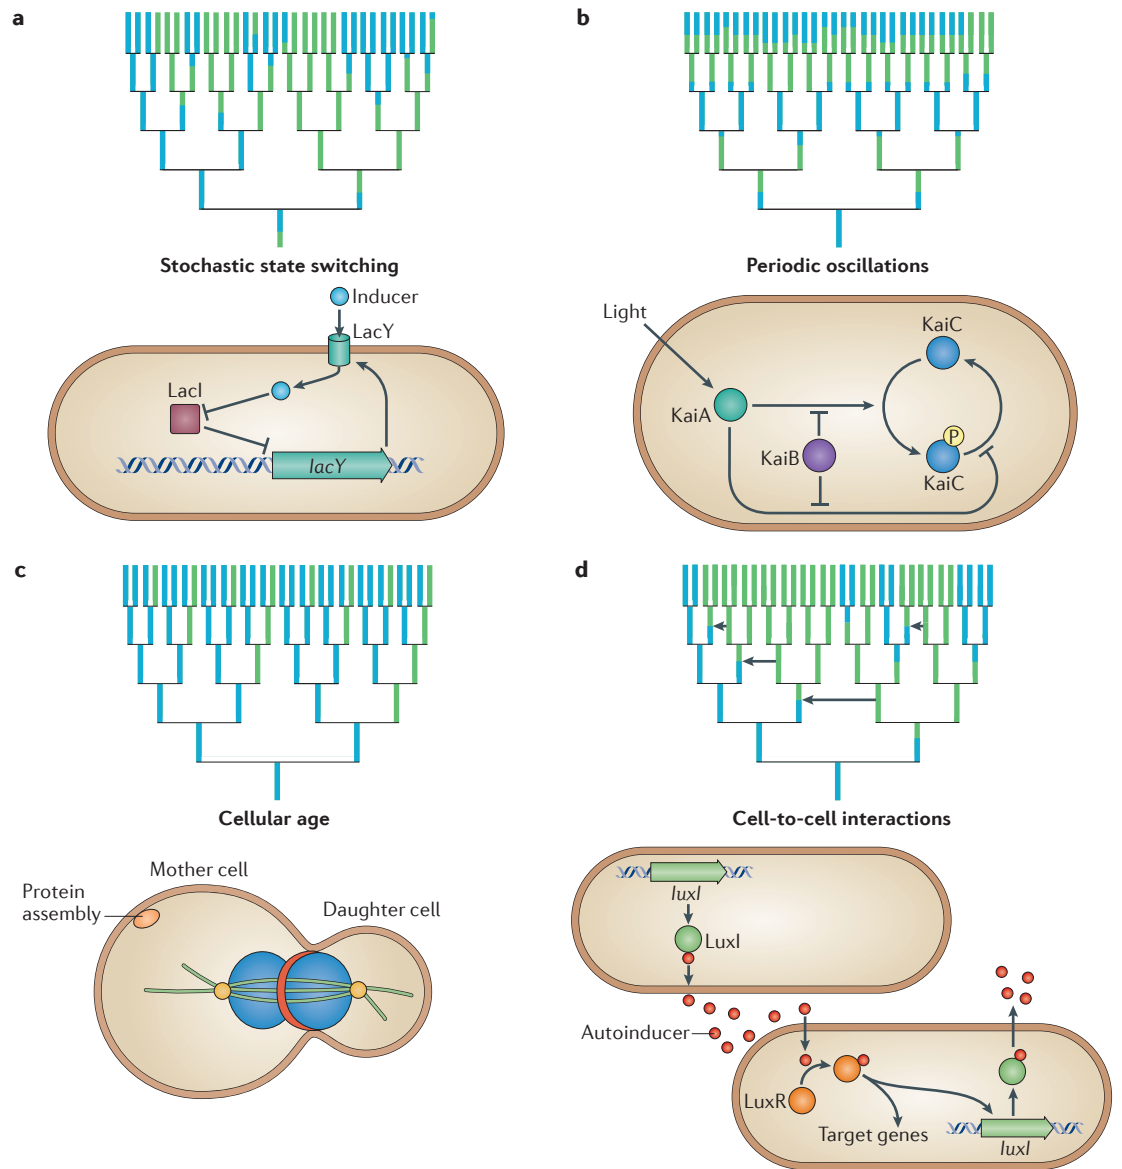 a
Stochastic state switching
Inducer
LacY
LacI
lacY
b
Periodic oscillations
Light
KaiC
KaiA
P
KaiB
KaiC
c
Cellular age
Mother cell
Protein
assembly
Daughter cell
d
Cell-to-cell interactions
luxI
LuxI
Autoinducer
LuxR
Target genes
luxI